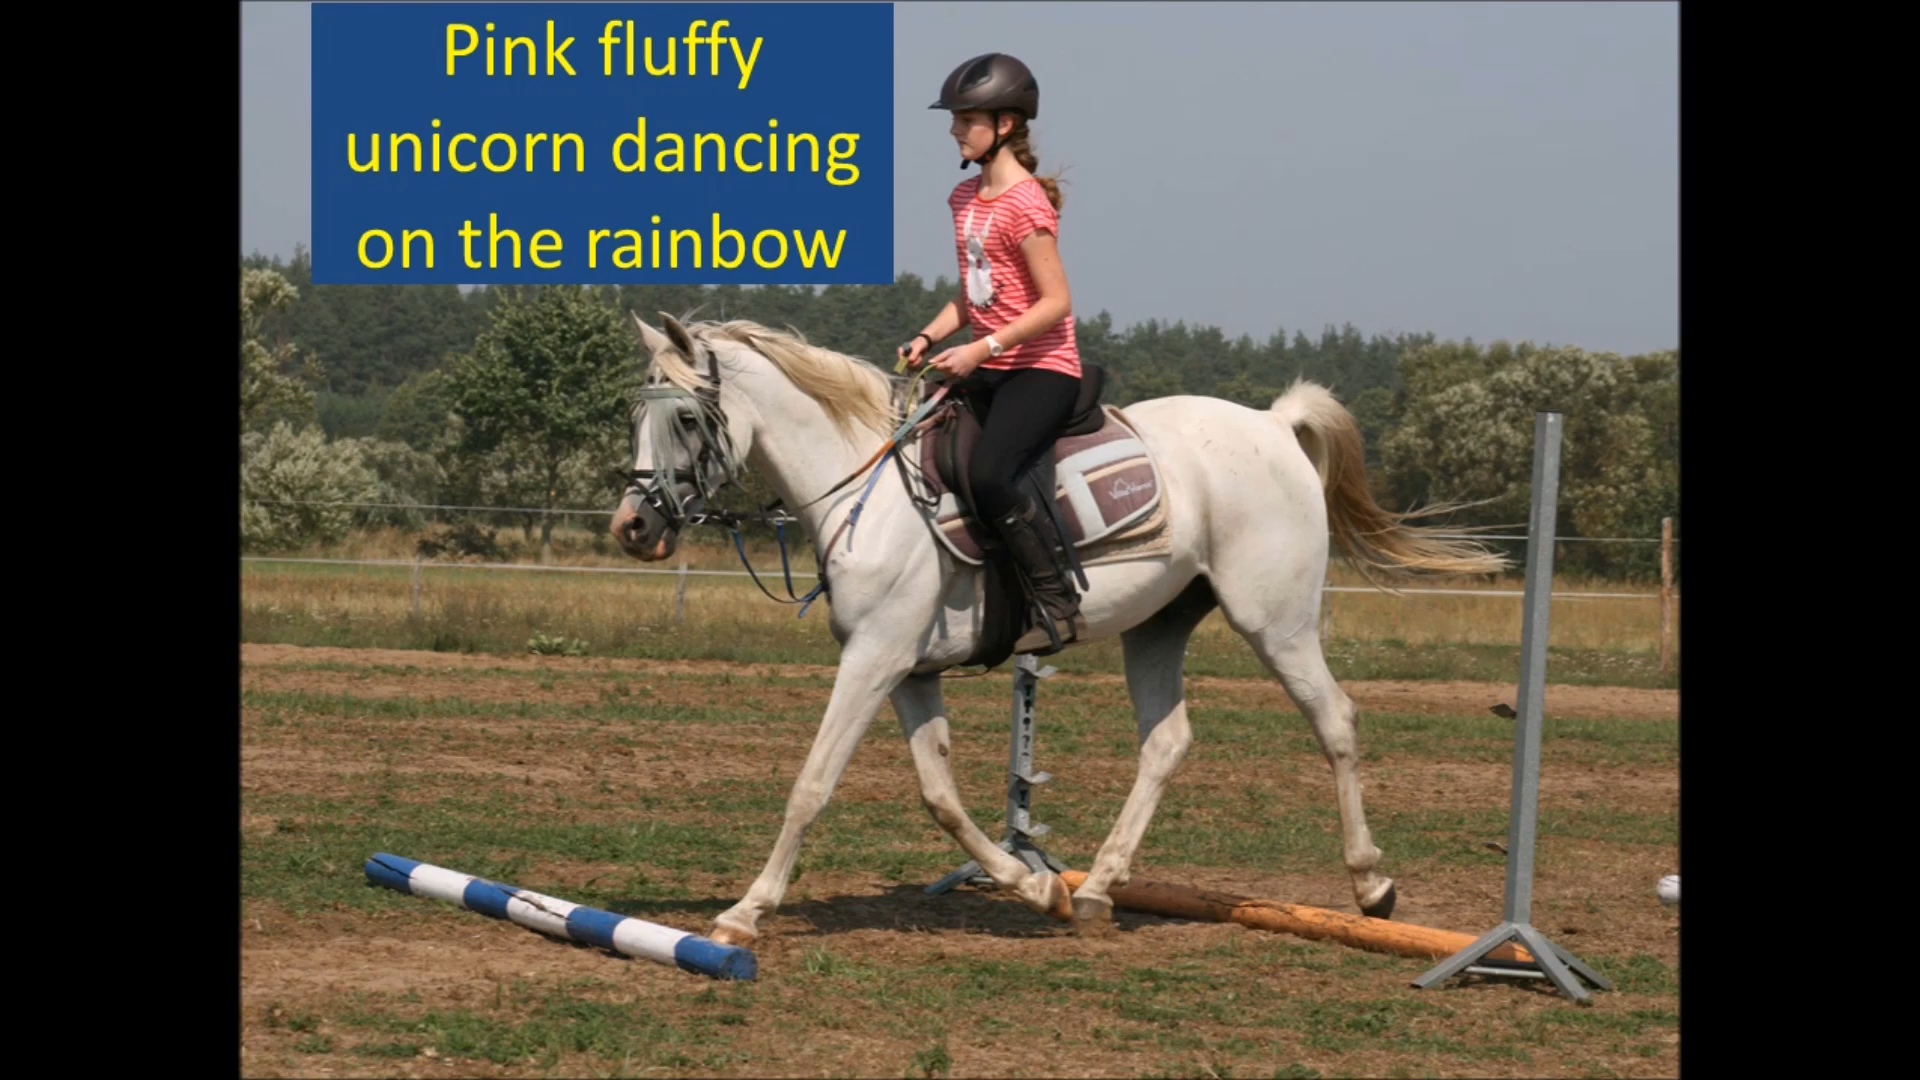 Pink fluffy
unicorn dancing
on the rainbow